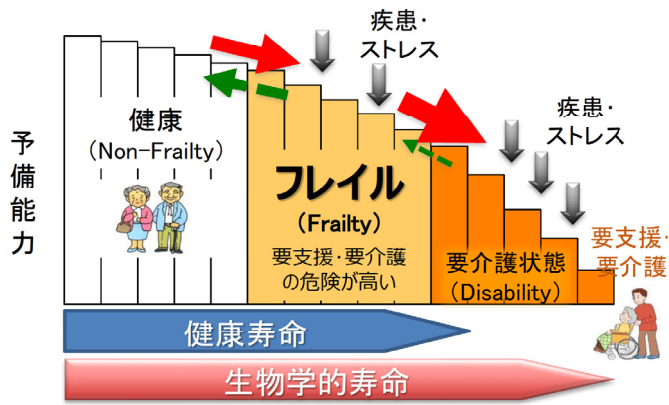 疾患・
ストレス
疾患・
ストレス
予備能力
健康
(Non-Frailty)
フレイル
(Frailty)
要支援・要介護
の危険が高い
要介護状態
(Disability)
要支援・
要介護
健康寿命
生物学的寿命